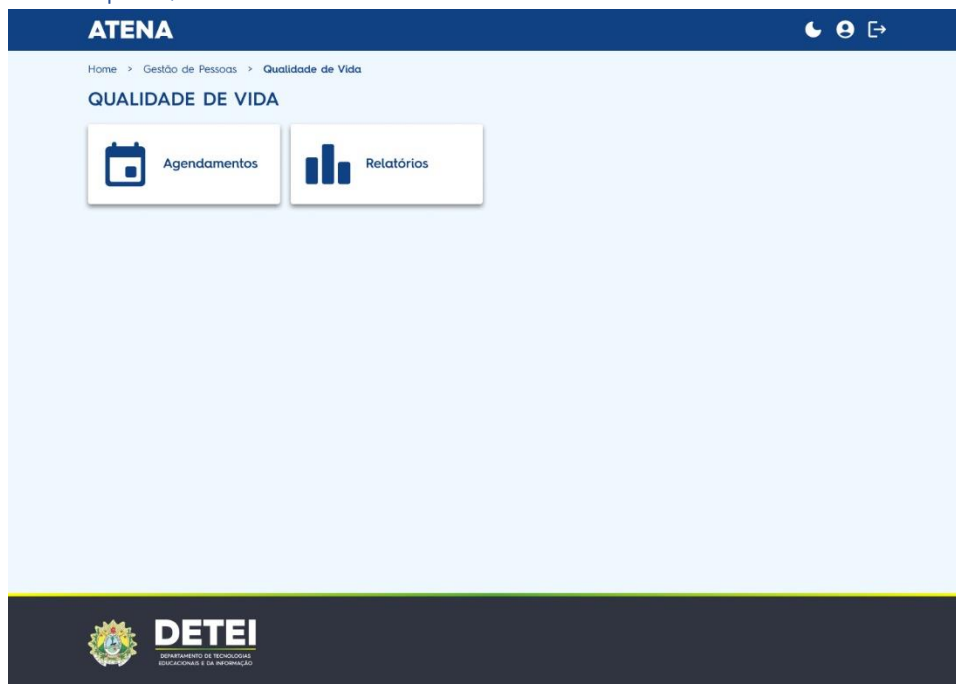 ATENA
Home > Gestão de Pessoas > Qualidade de Vida
QUALIDADE DE VIDA
Agendamentos
Relatórios
DETEI
DEPARTAMENTO DE TECNOLOGIAS
EDUCACIONAIS E DA INFORMAÇÃO